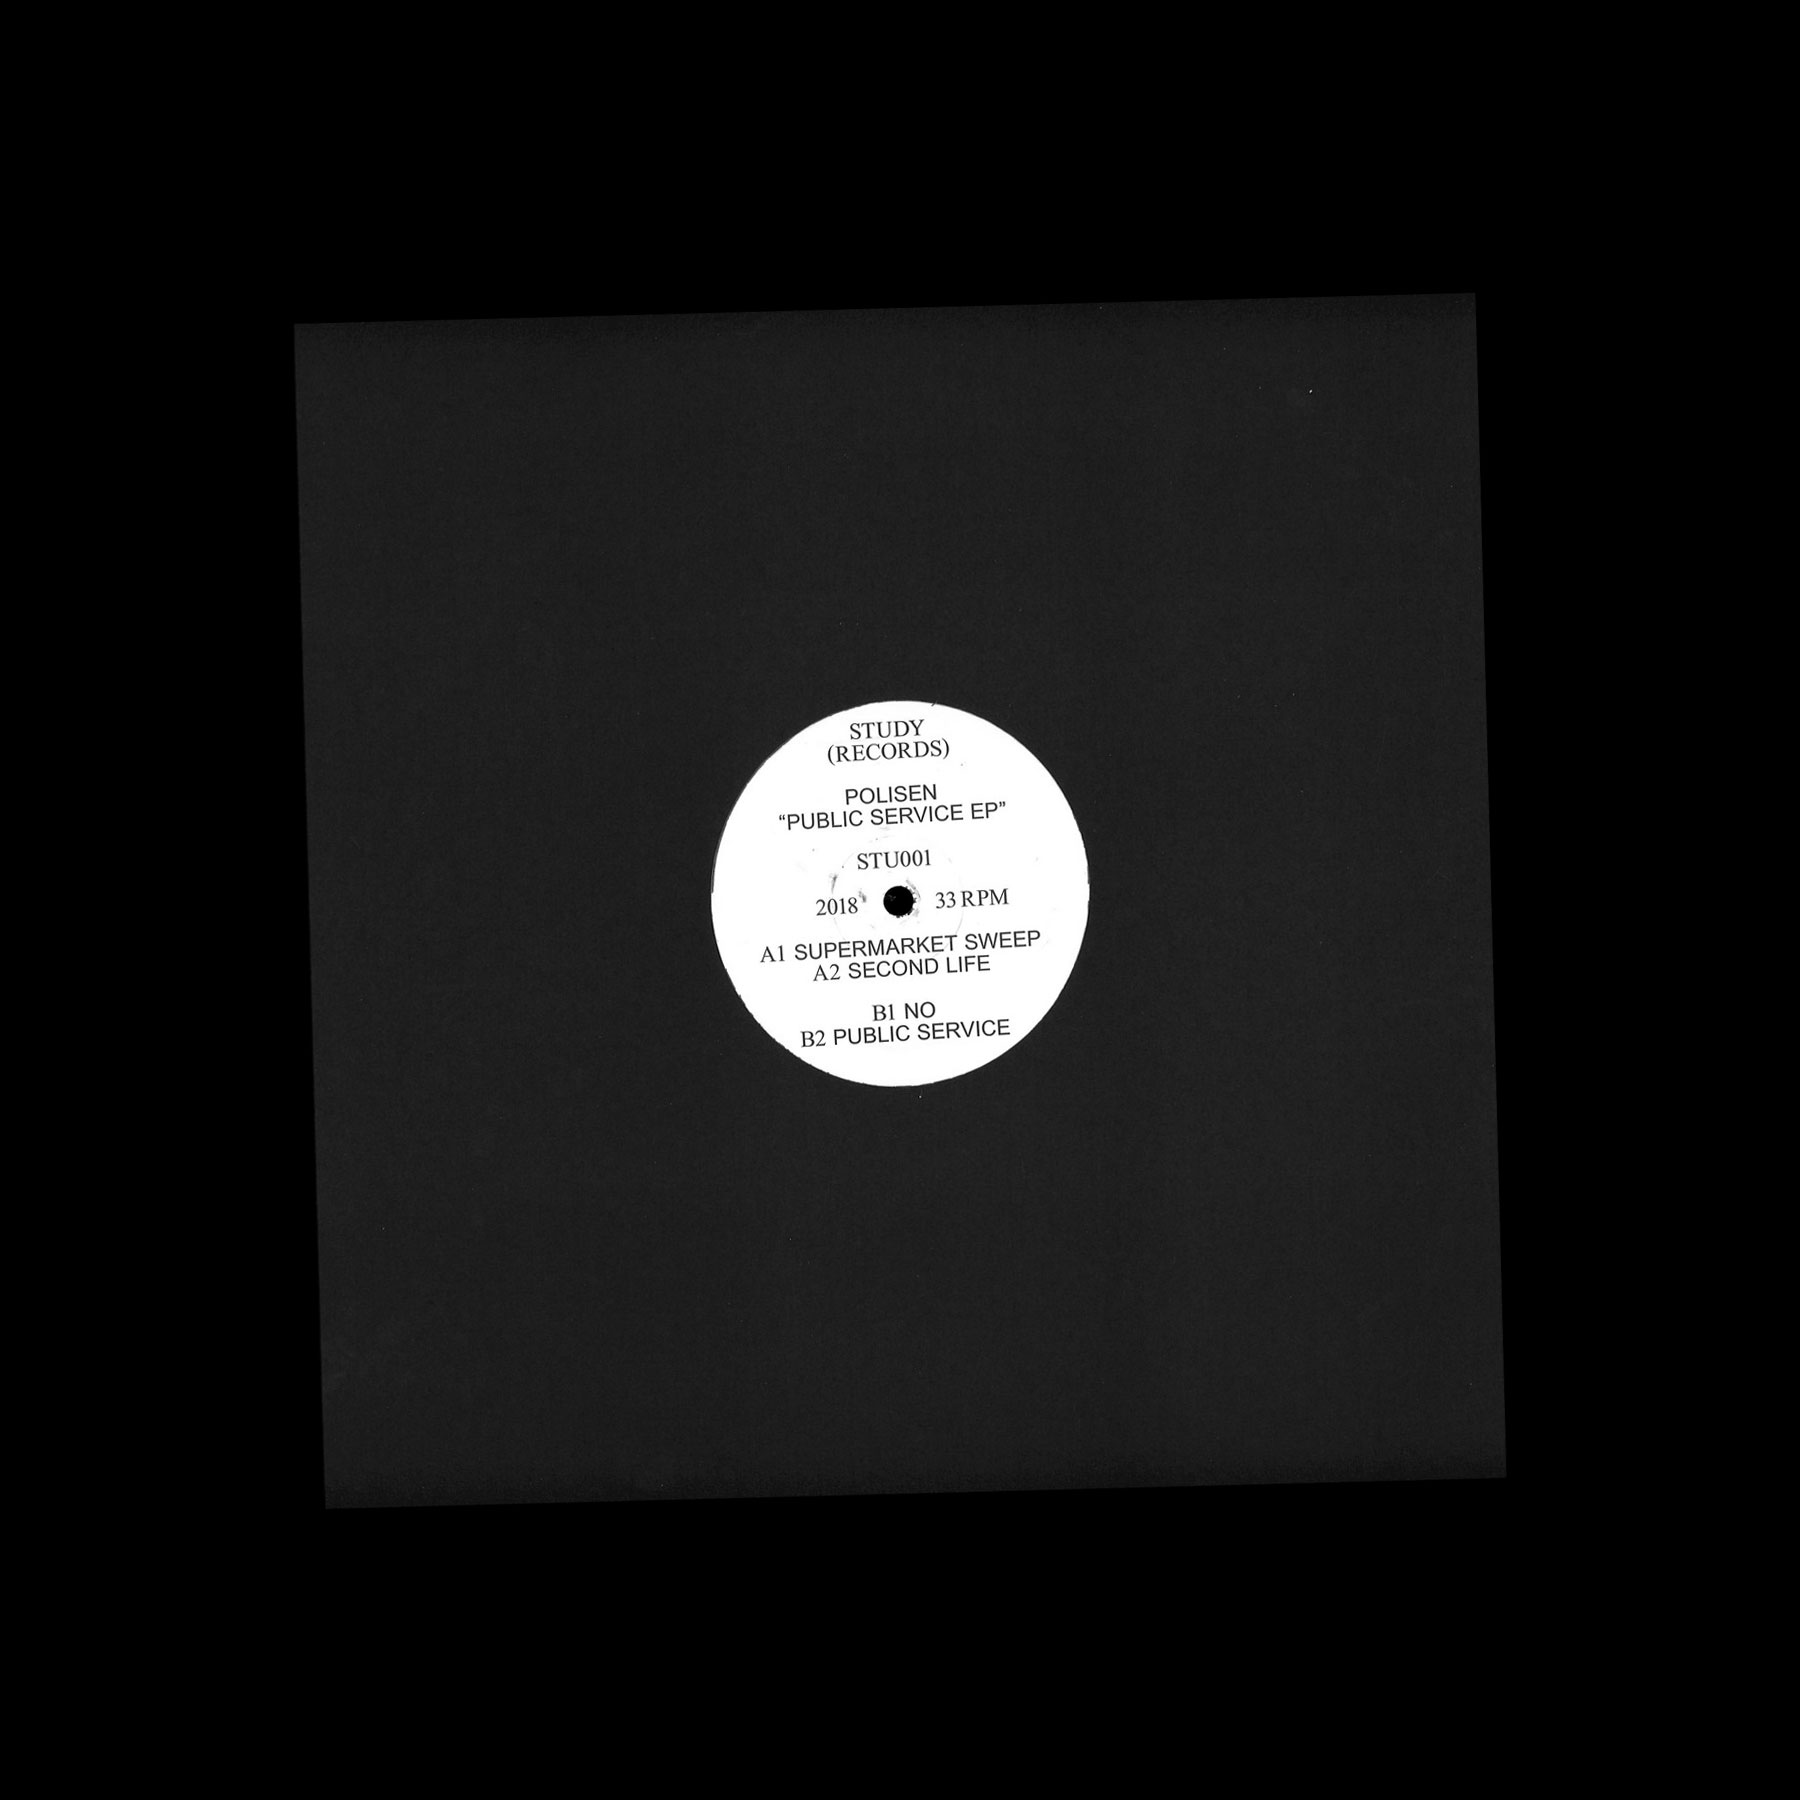 STUDY
(RECORDS)
POLISEN
“PUBLIC SERVICE EP”
STU001
2018 33 RPM
A1 SUPERMARKET SWEEP
A2 SECOND LIFE
B1 NO
B2 PUBLIC SERVICE